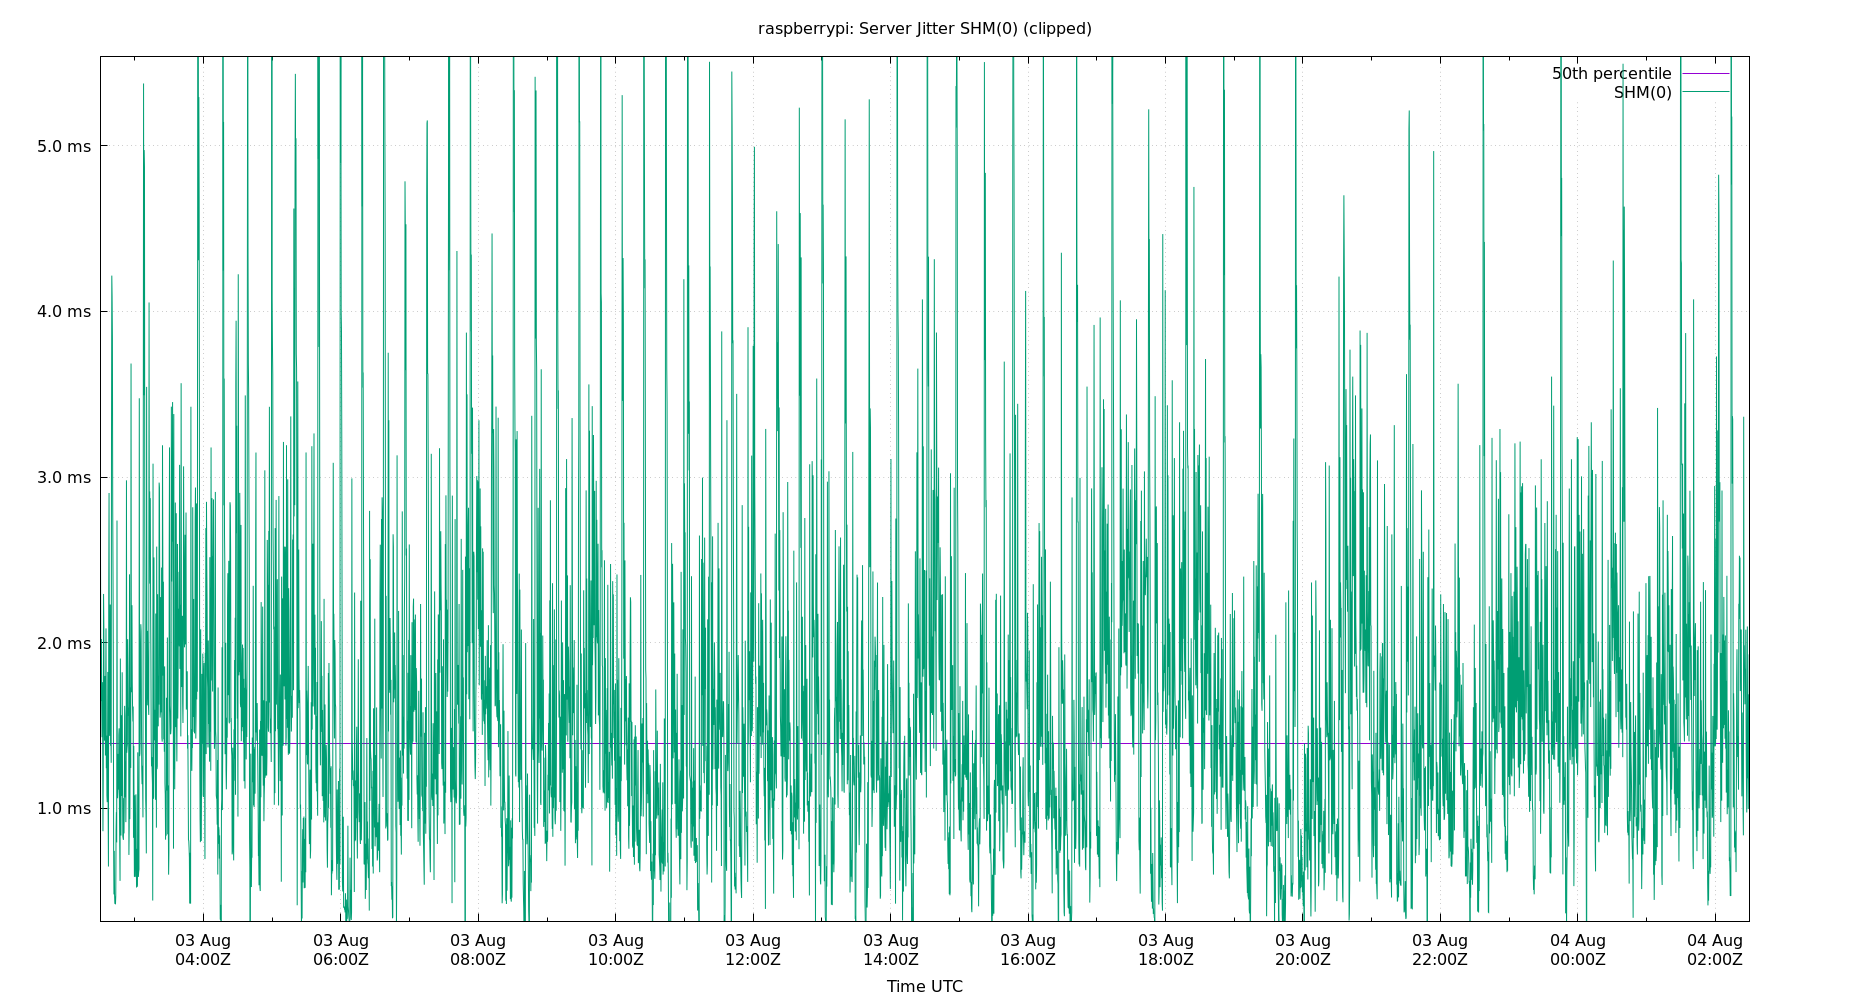 raspberrypi: Server Jitter SHM(0) (clipped)
50th percentile
SHM(0)
5.0 ms
4.0 ms
3.0 ms
2.0 ms
1.0 ms
03 Aug 03 Aug 03 Aug 03 Aug 03 Aug 03 Aug 03 Aug 03 Aug 03 Aug 03 Aug 04 Aug 04 Aug
04:00Z 06:00Z 08:00Z 10:00Z 12:00Z 14:00Z 16:00Z 18:00Z 20:00Z 22:00Z 00:00Z 02:00Z
Time UTC